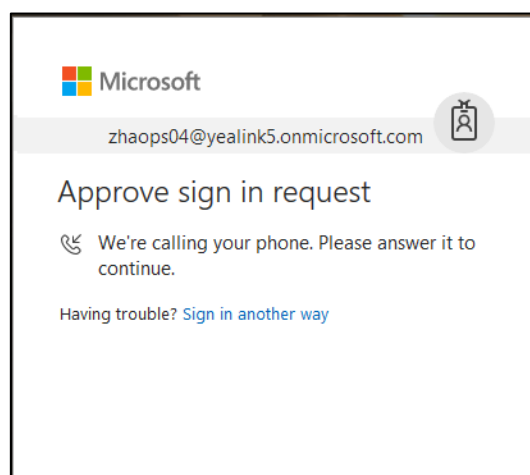 Microsoft
zhaops04@yealink5.onmicrosoft.com
Approve sign in request
We're calling your phone. Please answer it to
continue.
Having trouble? Sign in another way